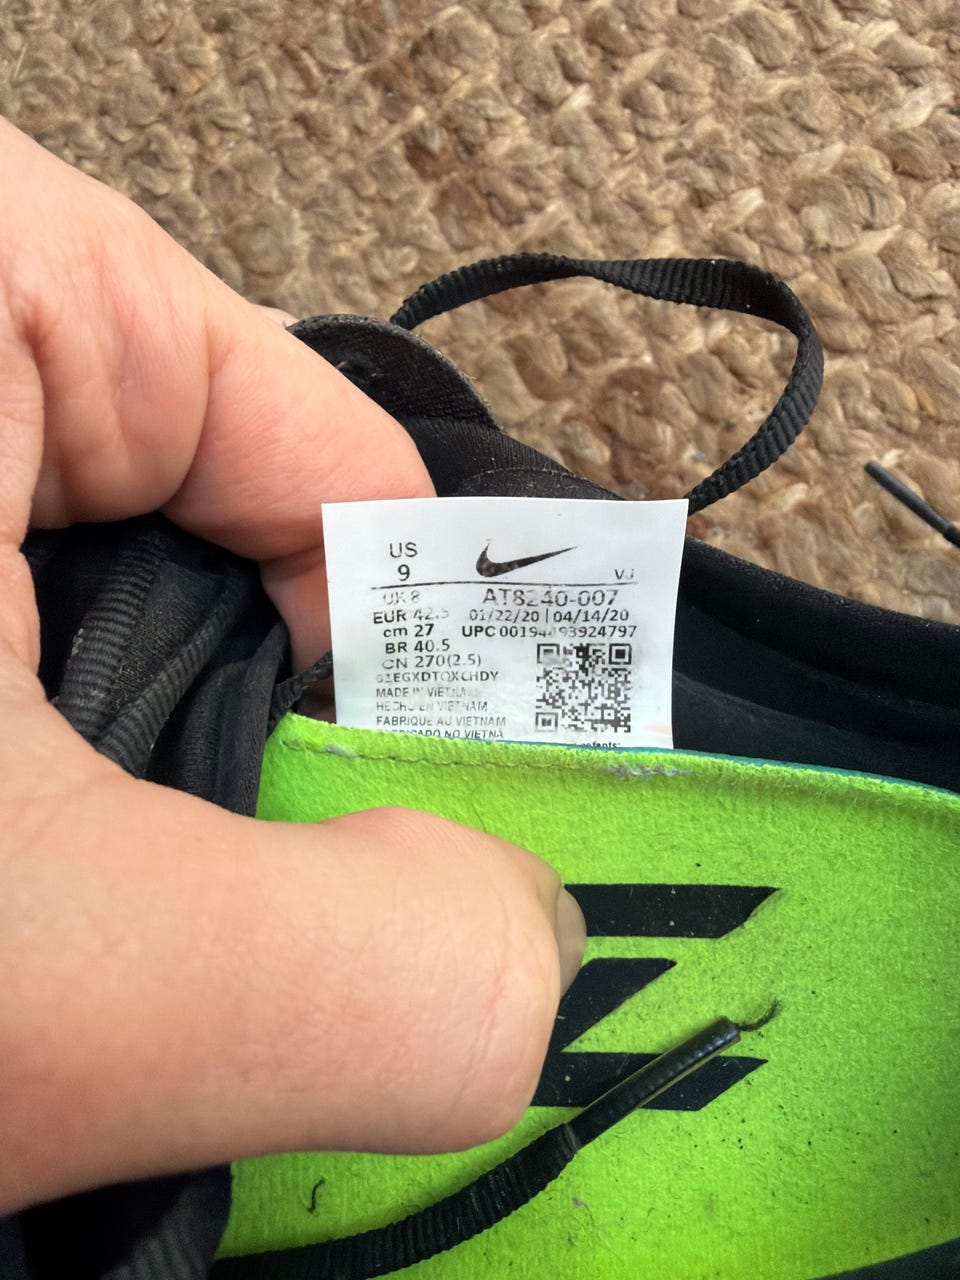 US
9
VJ
UK 8
AT8240-007
EUR 42.5
01/22/20 | 04/14/20
cm 27
BR 40.5
CN 270(2.5)
MADE IN VIETNAM
HECHO EN VIETNAM
FABRIQUE AU VIETNAM